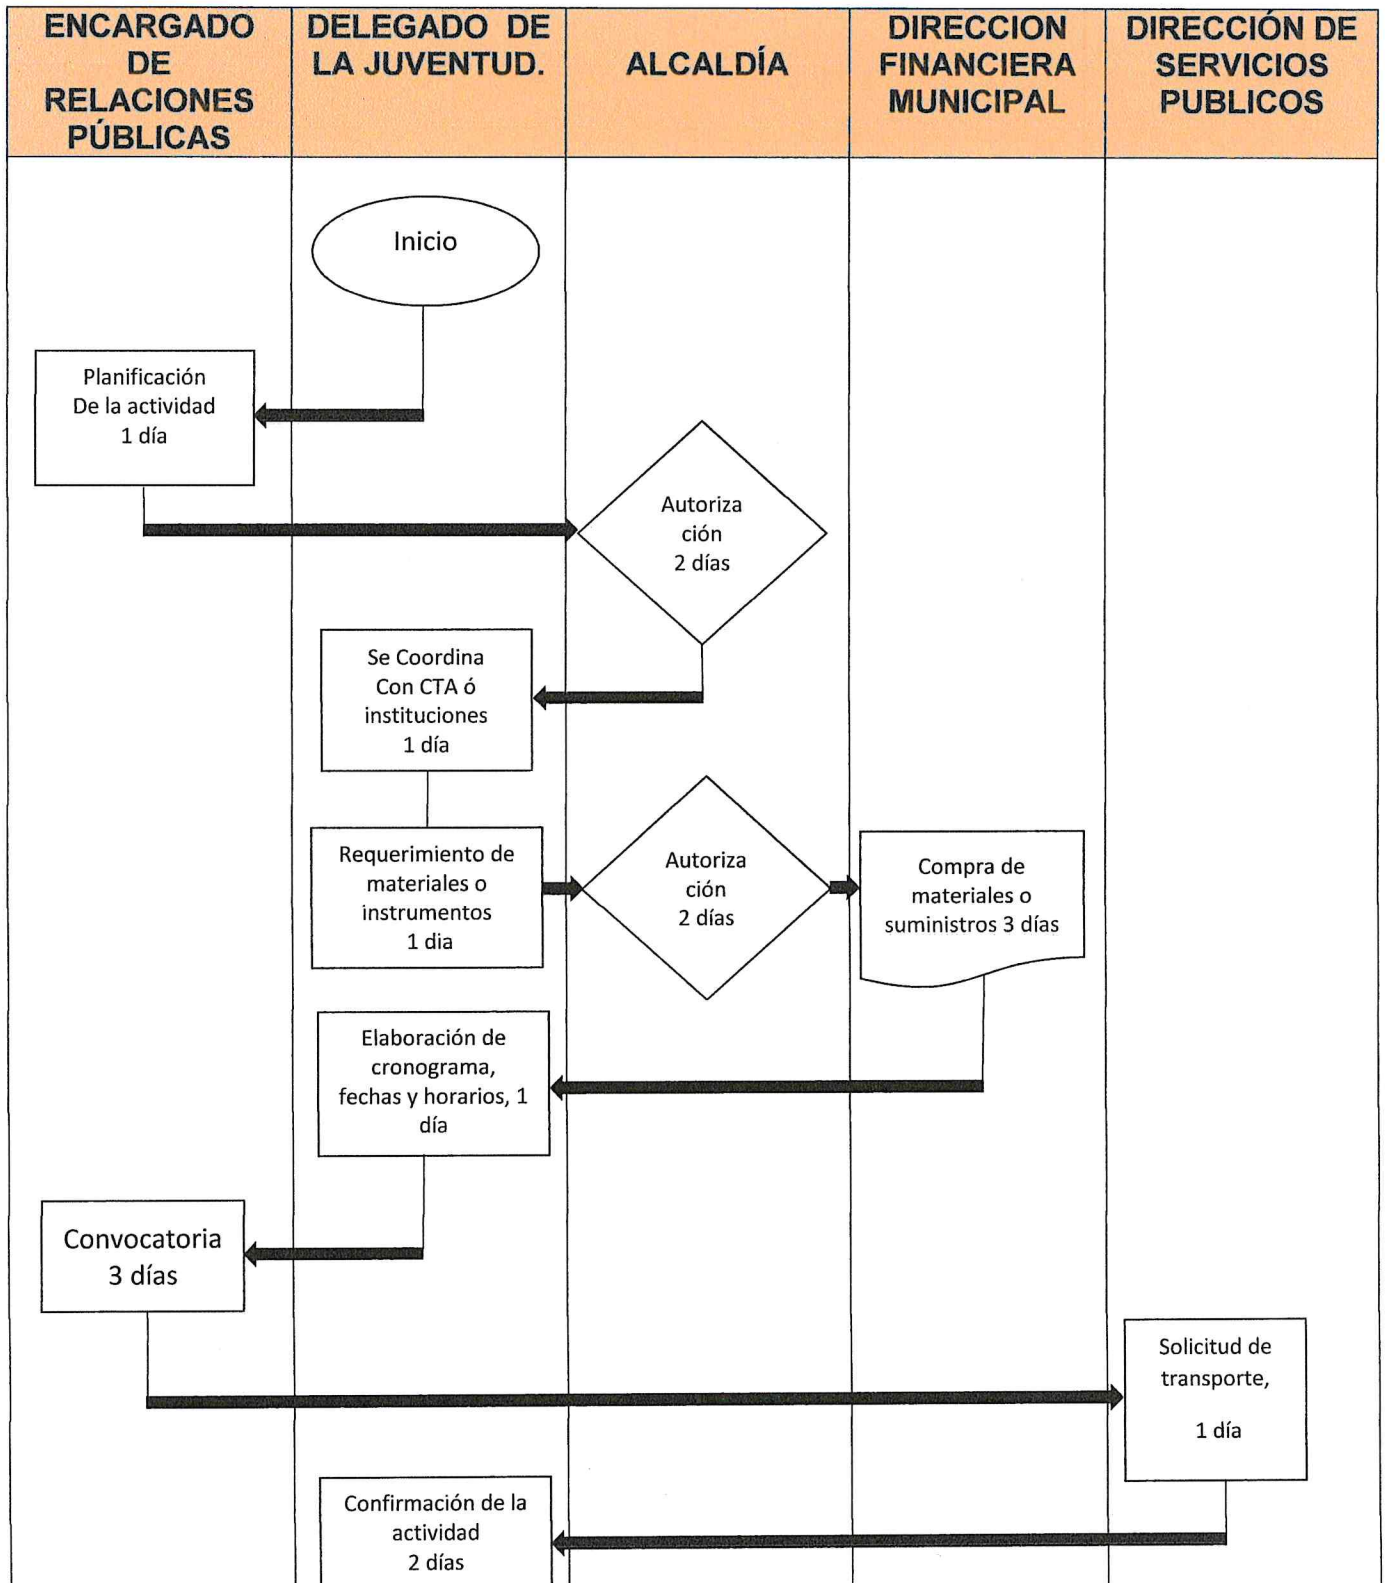 ENCARGADO
DE
RELACIONES
PÚBLICAS
DELEGADO DE
LA JUVENTUD.
ALCALDÍA
DIRECCION
FINANCIERA
MUNICIPAL
DIRECCIÓN DE
SERVICIOS
PUBLICOS
Inicio
Planificación
De la actividad
1 día
Autoriza
ción
2 días
Se Coordina
Con CTA ó
instituciones
1 día
Requerimiento de
materiales o
instrumentos
1 dia
Autoriza
ción
2 días
Compra de
materiales o
suministros 3 días
Elaboración de
cronograma,
fechas y horarios, 1
día
Convocatoria
3 días
Solicitud de
transporte,
1 día
Confirmación de la
actividad
2 días